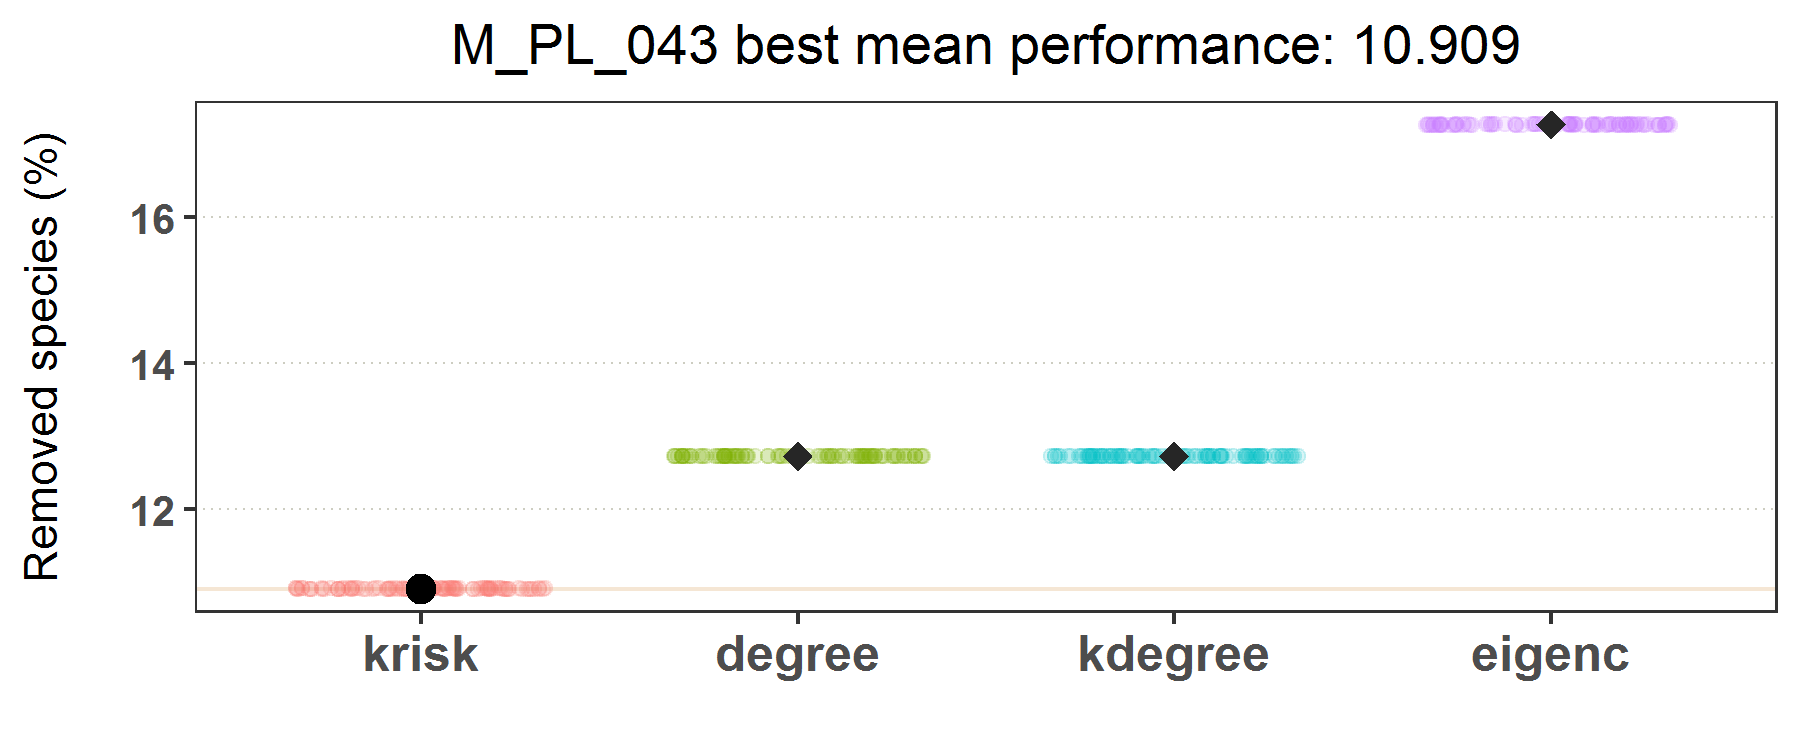 M_PL_043 best mean performance: 10.909
Removed species (%)
16
14
12
krisk degree kdegree eigenc